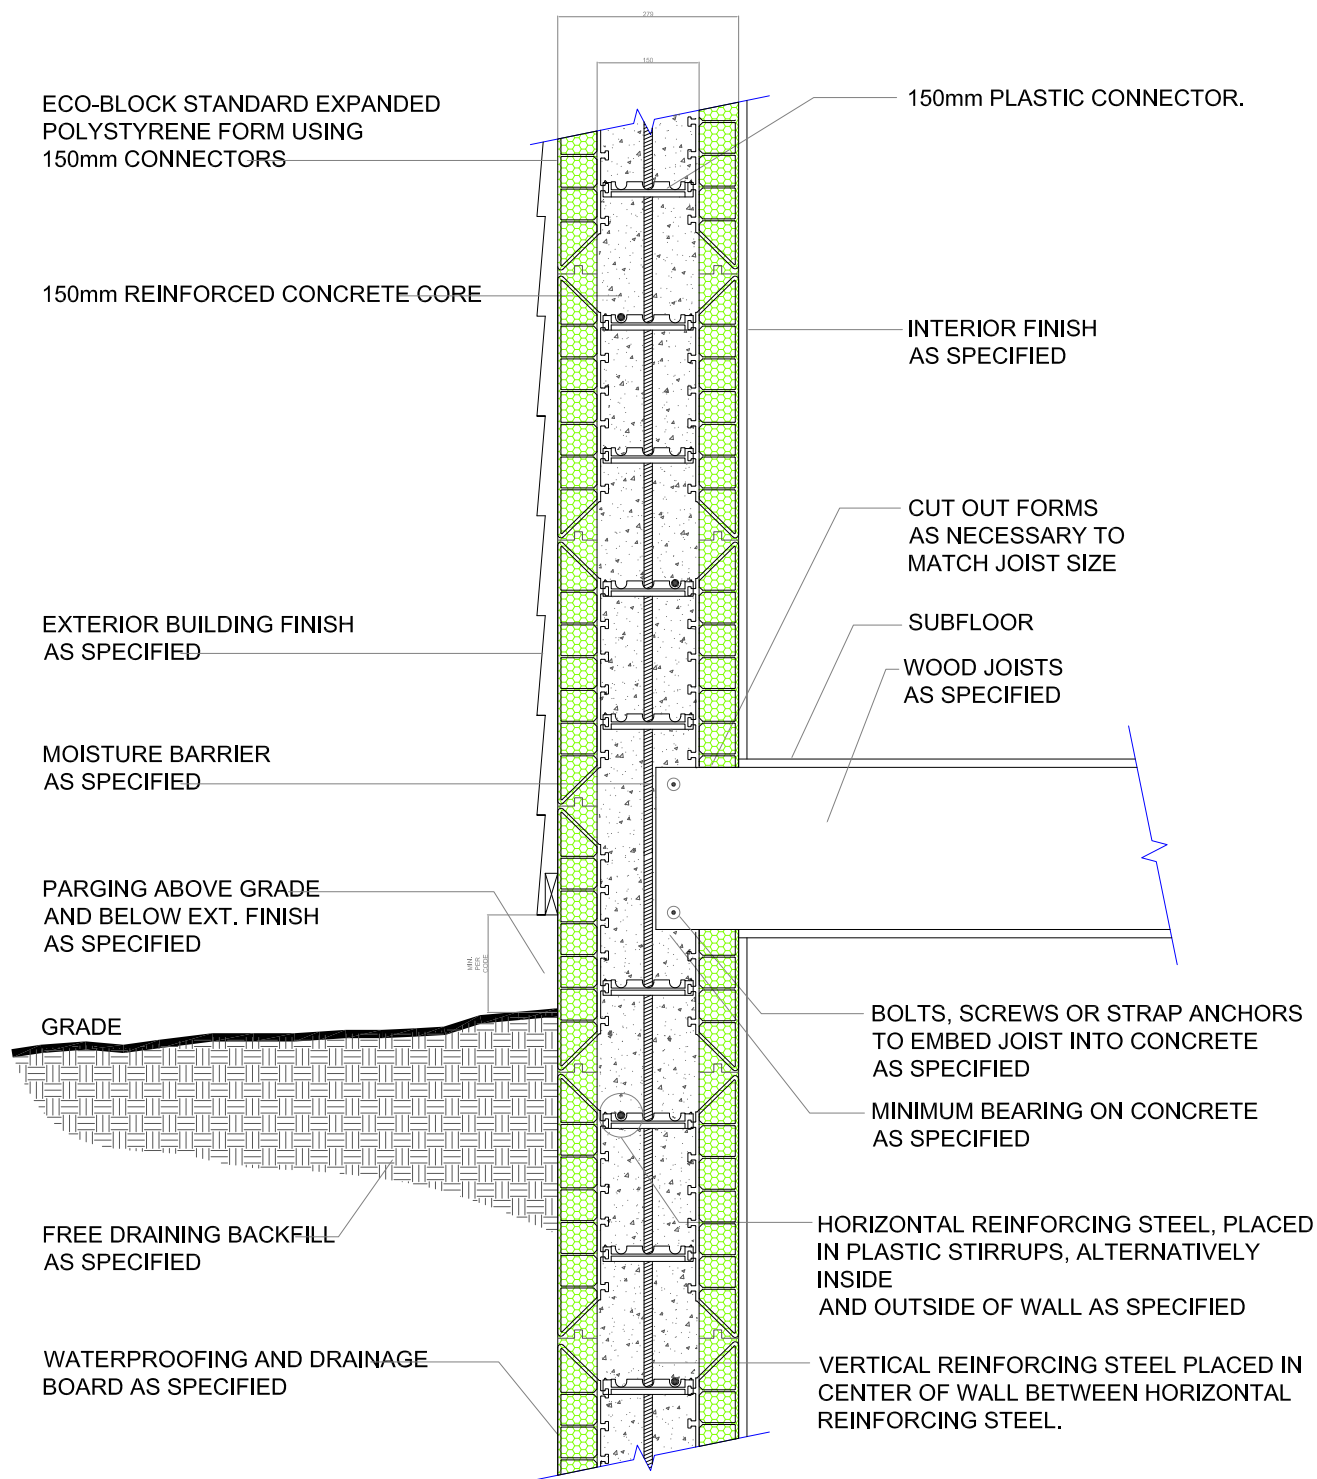 275
150
ECO-BLOCK STANDARD EXPANDED
POLYSTYRENE FORM USING
150mm CONNECTORS
150mm PLASTIC CONNECTOR.
150mm REINFORCED CONCRETE CORE
INTERIOR FINISH
AS SPECIFIED
CUT OUT FORMS
AS NECESSARY TO
MATCH JOIST SIZE
EXTERIOR BUILDING FINISH
AS SPECIFIED
SUBFLOOR
WOOD JOISTS
AS SPECIFIED
MOISTURE BARRIER
AS SPECIFIED
PARGING ABOVE GRADE
AND BELOW EXT. FINISH
AS SPECIFIED
MIN.
PER
CODE
GRADE
BOLTS, SCREWS OR STRAP ANCHORS
TO EMBED JOIST INTO CONCRETE
AS SPECIFIED
MINIMUM BEARING ON CONCRETE
AS SPECIFIED
FREE DRAINING BACKFILL
AS SPECIFIED
HORIZONTAL REINFORCING STEEL, PLACED
IN PLASTIC STIRRUPS, ALTERNATIVELY
INSIDE
AND OUTSIDE OF WALL AS SPECIFIED
WATERPROOFING AND DRAINAGE
BOARD AS SPECIFIED
VERTICAL REINFORCING STEEL PLACED IN
CENTER OF WALL BETWEEN HORIZONTAL
REINFORCING STEEL.